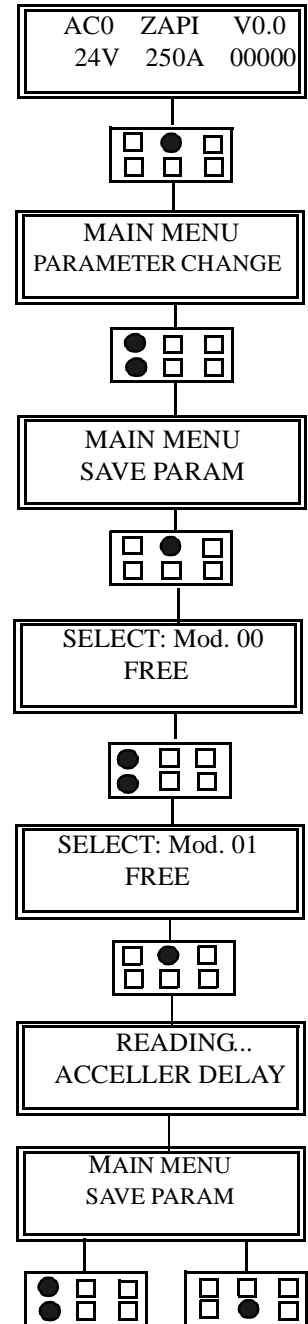 AC0 ZAPI V0.0
24V 250A 00000
MAIN MENU
PARAMETER CHANGE
MAIN MENU
SAVE PARAM
SELECT: Mod. 00
FREE
SELECT: Mod. 01
FREE
READING...
ACCELLER DELAY
MAIN MENU
SAVE PARAM